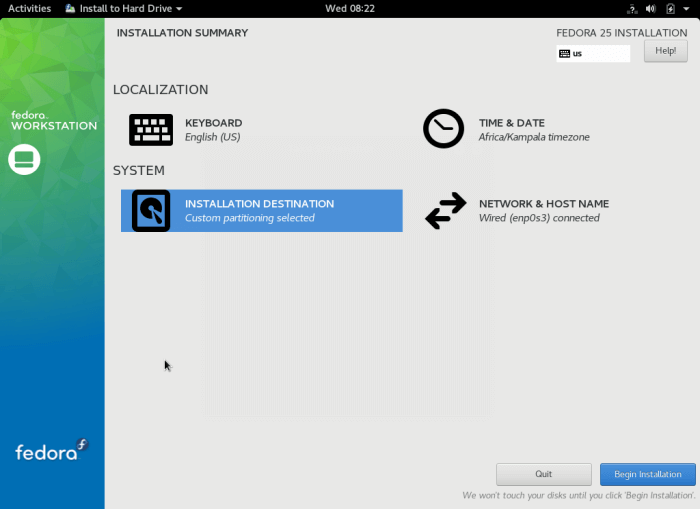 Activities Install to Hard Drive Wed 08:22
INSTALLATION SUMMARY
FEDORA 25 INSTALLATION
us Help!
fedora
WORKSTATION
LOCALIZATION
KEYBOARD
English (US)
TIME & DATE
Africa/Kampala timezone
SYSTEM
INSTALLATION DESTINATION
Custom partitioning selected
NETWORK & HOST NAME
Wired (enp0s3) connected
fedora
Quit Begin Installation
We won't touch your disks until you click 'Begin Installation'.